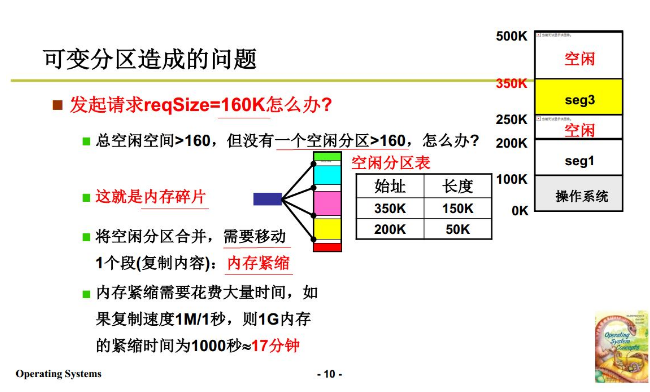 可变分区造成的问题
发起请求reqSize=160K怎么办?
总空闲空间>160，但没有一个空闲分区>160，怎么办?
这就是内存碎片
将空闲分区合并，需要移动
1个段(复制内容)：内存紧缩
内存紧缩需要花费大量时间，如
果复制速度1M/1秒，则1G内存
的紧缩时间为1000秒≈17分钟
空闲分区表
始址 长度
350K 150K
200K 50K
500K
空闲
350K
seg3
250K
空闲
200K
seg1
100K
操作系统
0K
Operating System Concepts
Operating Systems
- 10 -